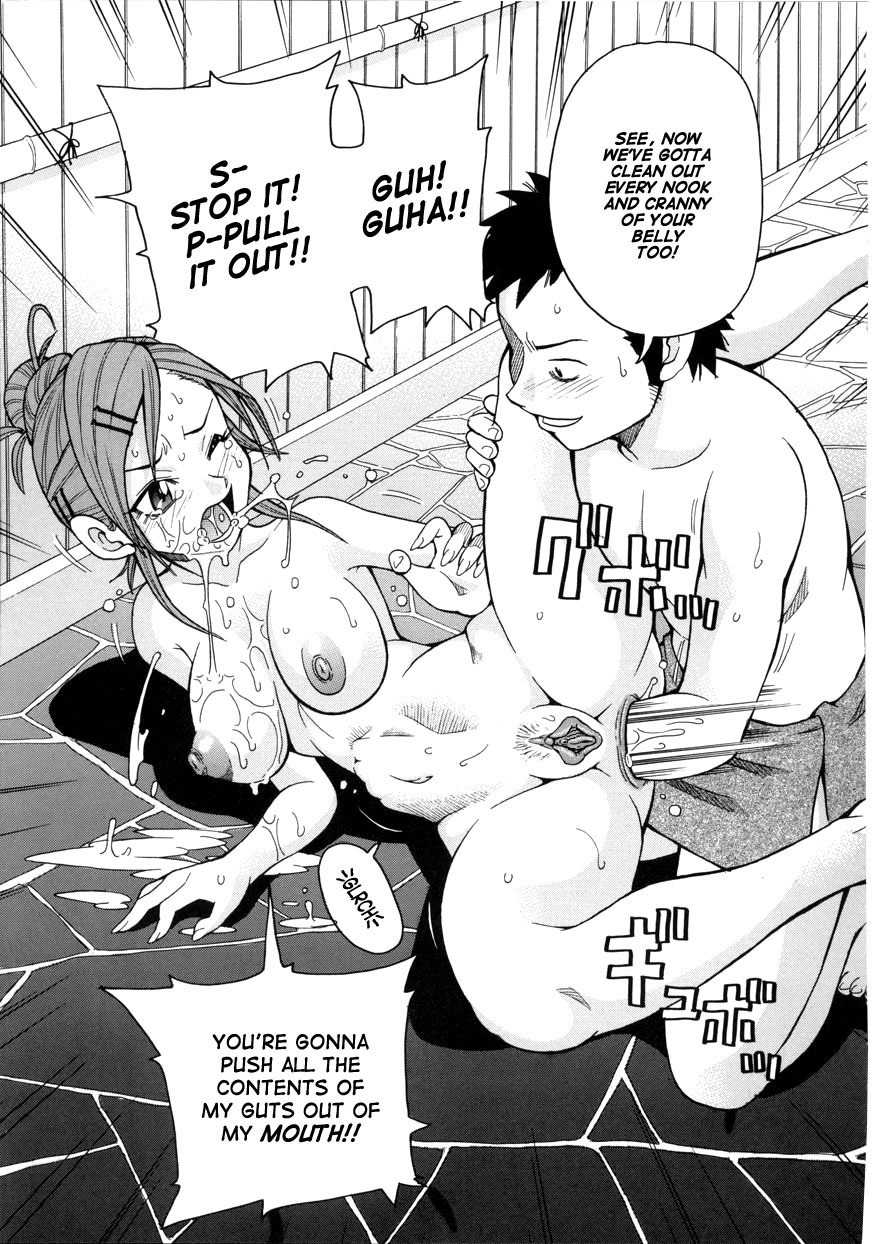 SEE, NOW
WE'VE GOTTA
CLEAN OUT
EVERY NOOK
AND CRANNY
OF YOUR
BELLY
TOO!
GUH!
GUHA!!
S-
STOP IT!
P-PULL
IT OUT!!
グボッ
GLRCH
ギュボッ
YOU'RE GONNA
PUSH ALL THE
CONTENTS OF
MY GUTS OUT OF
MY MOUTH!!